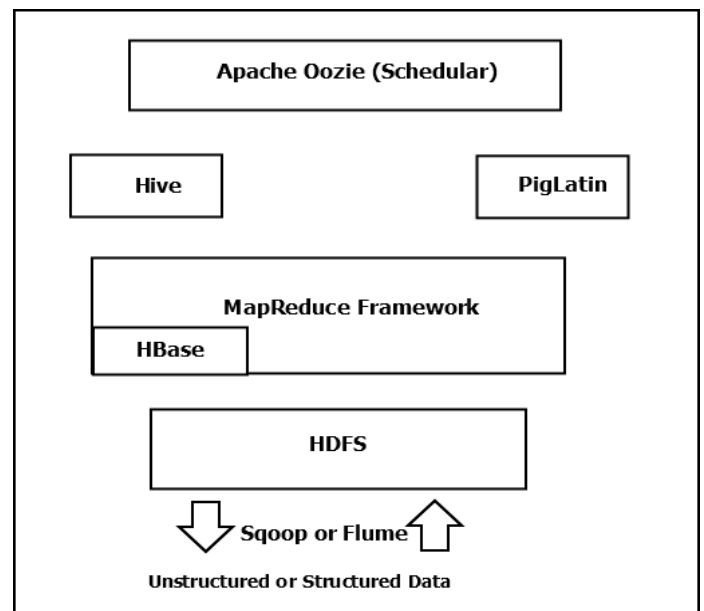 Apache Oozie (Schedular)
Hive
PigLatin
MapReduce Framework
HBase
HDFS
Sqoop or Flume
Unstructured or Structured Data